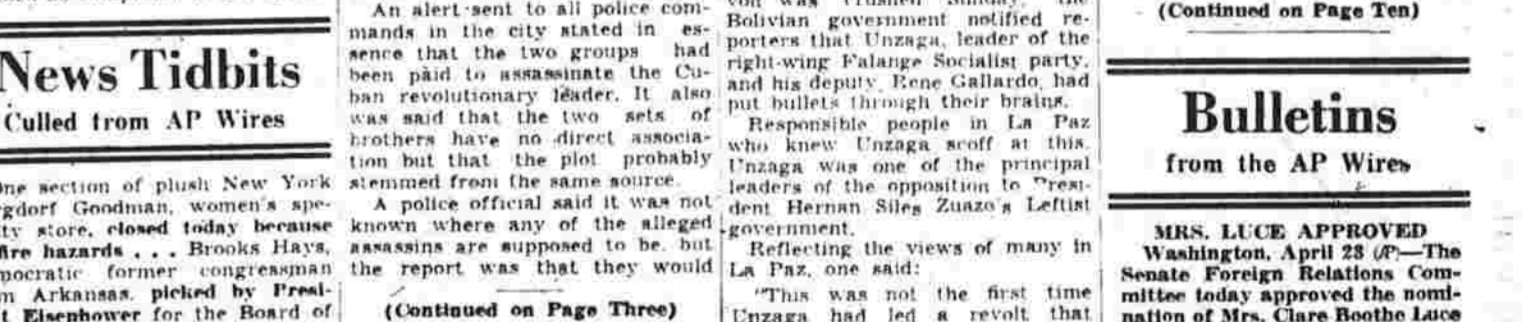 News Tidbits
Culled from AP Wires
One section of plush New York
rgdorf Goodman, women's spe-
ty store, closed today because
fire hazards . . . Brooks Hays,
mocratic former congressman
m Arkansas, picked by Presi-
t Eisenhower for the Board of
An alert sent to all police com-
mands in the city stated in es-
sence that the two groups had
been paid to assassinate the Cu-
ban revolutionary leader. It also
was said that the two sets of
brothers have no direct associa-
tion but that the plot probably
stemmed from the same source.
A police official said it was not
known where any of the alleged
assassins are supposed to be, but
the report was that they would
(Continued on Page Three)
was crushed Sunday, the
Bolivian government notified re-
porters that Unzaga, leader of the
right-wing Falange Socialist party,
and his deputy, Rene Gallardo, had
put bullets through their brains.
Responsible people in La Paz
who knew Unzaga scoff at this.
Unzaga was one of the principal
leaders of the opposition to Presi-
dent Hernan Siles Zuazo's Leftist
government.
Reflecting the views of many in
La Paz, one said:
"This was not the first time
Unzaga had led a revolt that
(Continued on Page Ten)
Bulletins
from the AP Wires
MRS. LUCE APPROVED
Washington, April 23 (AP)—The
Senate Foreign Relations Com-
mittee today approved the nomi-
nation of Mrs. Clare Boothe Luce